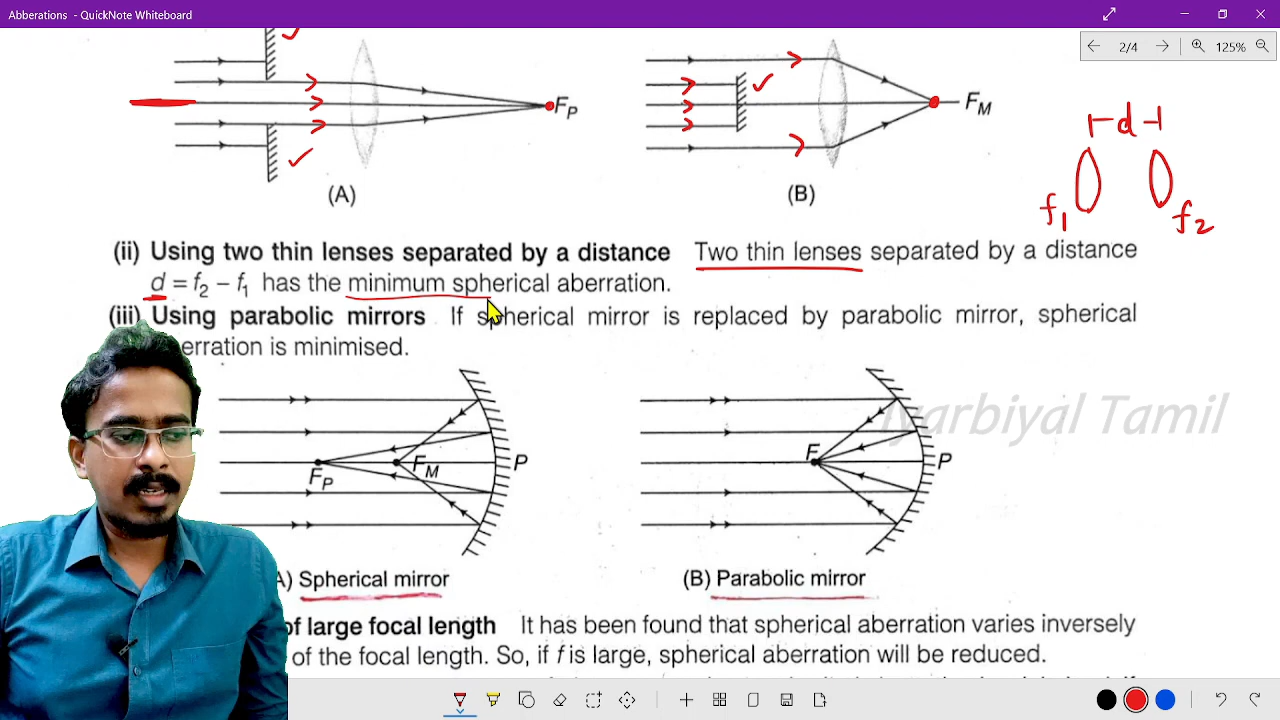 Abberations - QuickNote Whiteboard
2/4
125%
F_P
F_M
(A)
(B)
⊢d⊣
f₁
f₂
(ii) Using two thin lenses separated by a distance Two thin lenses separated by a distance
d = f₂ − f₁ has the minimum spherical aberration.
(iii) Using parabolic mirrors If spherical mirror is replaced by parabolic mirror, spherical
erration is minimised.
F_P
F_M
P
F
P
Iyarbiyal Tamil
A) Spherical mirror
(B) Parabolic mirror
of large focal length It has been found that spherical aberration varies inversely
of the focal length. So, if f is large, spherical aberration will be reduced.